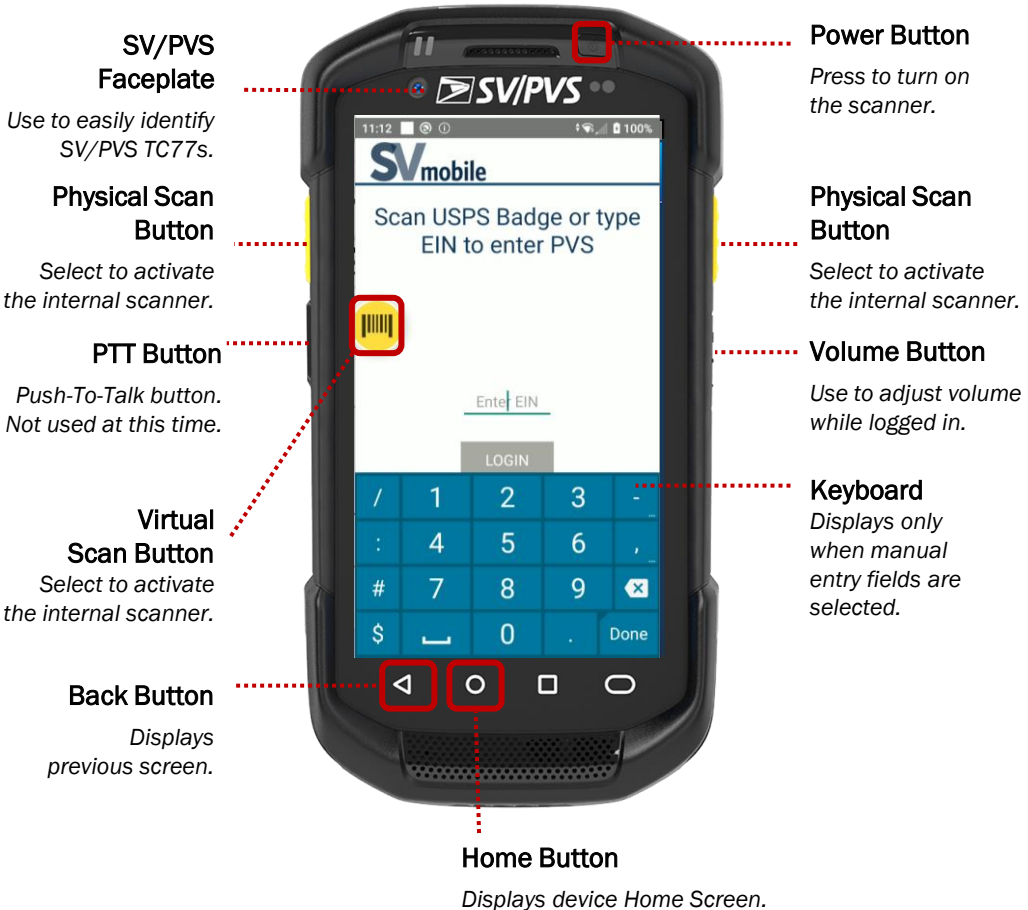 SV/PVS
Faceplate
Use to easily identify
SV/PVS TC77s.
Physical Scan
Button
Select to activate
the internal scanner.
PTT Button
Push-To-Talk button.
Not used at this time.
Virtual
Scan Button
Select to activate
the internal scanner.
Back Button
Displays
previous screen.
SV/PVS
11:12 100%
SVmobile
Scan USPS Badge or type
EIN to enter PVS
Enter EIN
LOGIN
/ 1 2 3 -
: 4 5 6 ,
# 7 8 9
$ 0 . Done
Power Button
Press to turn on
the scanner.
Physical Scan
Button
Select to activate
the internal scanner.
Volume Button
Use to adjust volume
while logged in.
Keyboard
Displays only
when manual
entry fields are
selected.
Home Button
Displays device Home Screen.